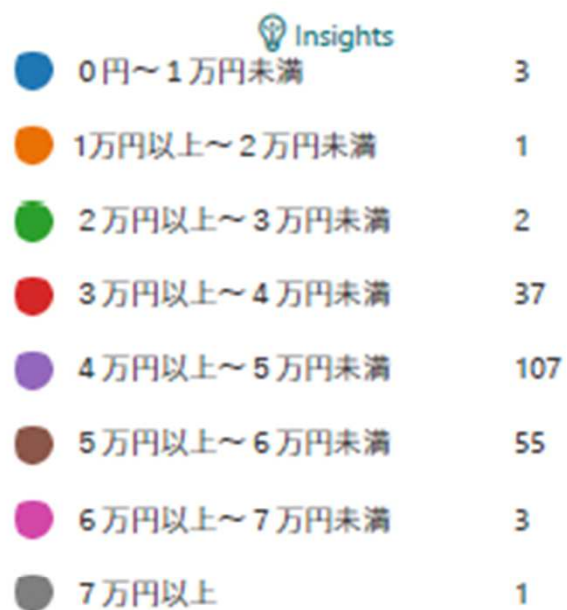 Insights
0円～1万円未満 3
1万円以上～2万円未満 1
2万円以上～3万円未満 2
3万円以上～4万円未満 37
4万円以上～5万円未満 107
5万円以上～6万円未満 55
6万円以上～7万円未満 3
7万円以上 1